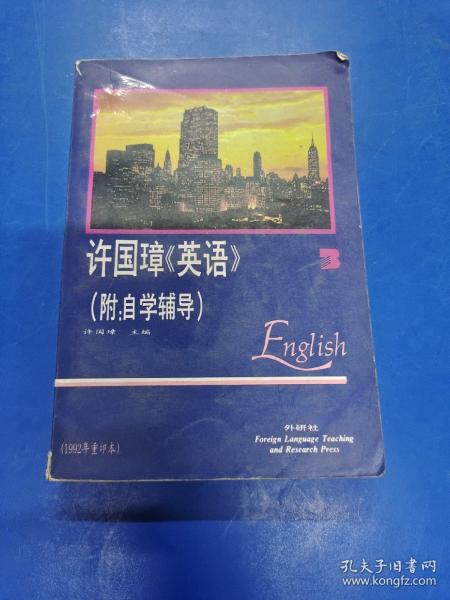 许国璋《英语》
3
(附:自学辅导)
许国璋 主编
English
(1992年重印本)
外研社
Foreign Language Teaching
and Research Press
孔夫子旧书网
www.kongfz.com